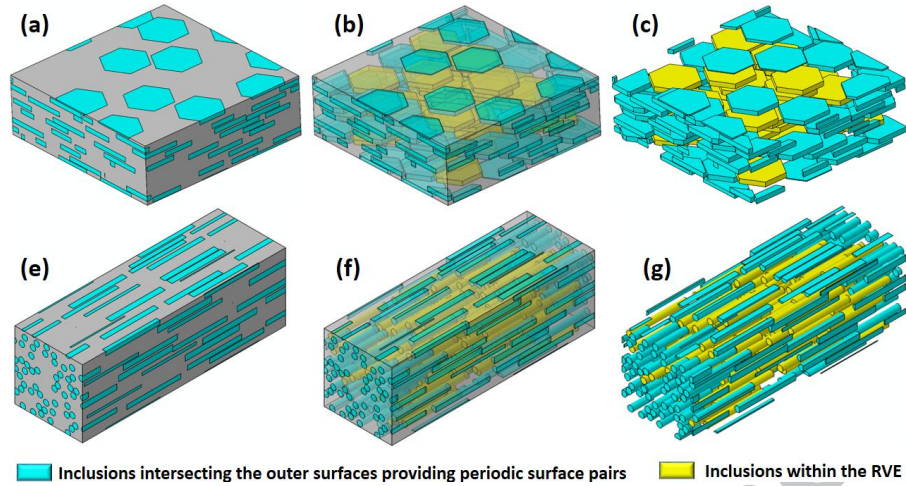 (a)
(b)
(c)
(e)
(f)
(g)
Inclusions intersecting the outer surfaces providing periodic surface pairs
Inclusions within the RVE